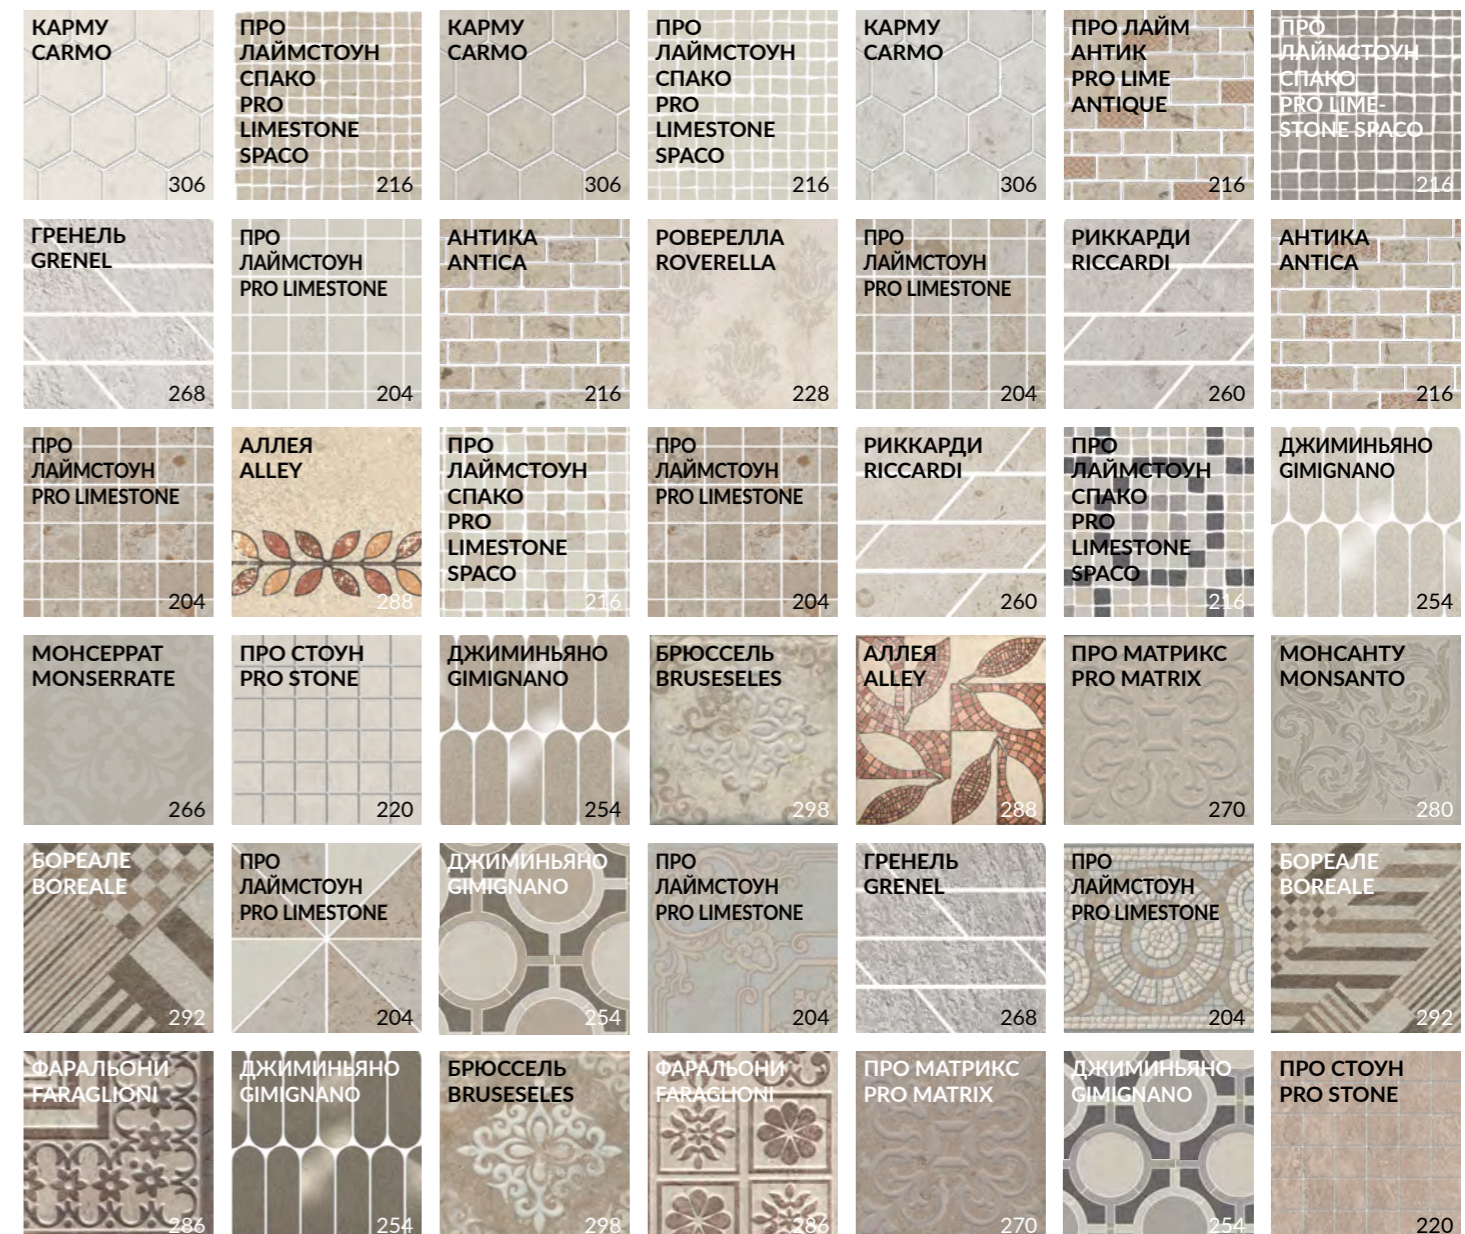 КАРМУ
CARMO
306
ПРО
ЛАЙМСТОУН
СПАКО
PRO
LIMESTONE
SPACO
216
КАРМУ
CARMO
306
ПРО
ЛАЙМСТОУН
СПАКО
PRO
LIMESTONE
SPACO
216
КАРМУ
CARMO
306
ПРО ЛАЙМ
АНТИК
PRO LIME
ANTIQUE
216
ПРО
ЛАЙМСТОУН
СПАКО
PRO LIME-
STONE SPACO
216
ГРЕНЕЛЬ
GRENEL
268
ПРО
ЛАЙМСТОУН
PRO LIMESTONE
204
АНТИКА
ANTICA
216
РОВЕРЕЛЛА
ROVERELLA
228
ПРО
ЛАЙМСТОУН
PRO LIMESTONE
204
РИККАРДИ
RICCARDI
260
АНТИКА
ANTICA
216
ПРО
ЛАЙМСТОУН
PRO LIMESTONE
204
АЛЛЕЯ
ALLEY
288
ПРО
ЛАЙМСТОУН
СПАКО
PRO
LIMESTONE
SPACO
216
ПРО
ЛАЙМСТОУН
PRO LIMESTONE
204
РИККАРДИ
RICCARDI
260
ПРО
ЛАЙМСТОУН
СПАКО
PRO
LIMESTONE
SPACO
216
ДЖИМИНЬЯНО
GIMIGNANO
254
МОНСЕРРАТ
MONSERRATE
266
ПРО СТОУН
PRO STONE
220
ДЖИМИНЬЯНО
GIMIGNANO
254
БРЮССЕЛЬ
BRUSESELES
298
АЛЛЕЯ
ALLEY
288
ПРО МАТРИКС
PRO MATRIX
270
МОНСАНТУ
MONSANTO
280
БОРЕАЛЕ
BOREALE
292
ПРО
ЛАЙМСТОУН
PRO LIMESTONE
204
ДЖИМИНЬЯНО
GIMIGNANO
254
ПРО
ЛАЙМСТОУН
PRO LIMESTONE
204
ГРЕНЕЛЬ
GRENEL
268
ПРО
ЛАЙМСТОУН
PRO LIMESTONE
204
БОРЕАЛЕ
BOREALE
292
ФАРАЛЬОНИ
FARAGLIONI
286
ДЖИМИНЬЯНО
GIMIGNANO
254
БРЮССЕЛЬ
BRUSESELES
298
ФАРАЛЬОНИ
FARAGLIONI
286
ПРО МАТРИКС
PRO MATRIX
270
ДЖИМИНЬЯНО
GIMIGNANO
254
ПРО СТОУН
PRO STONE
220